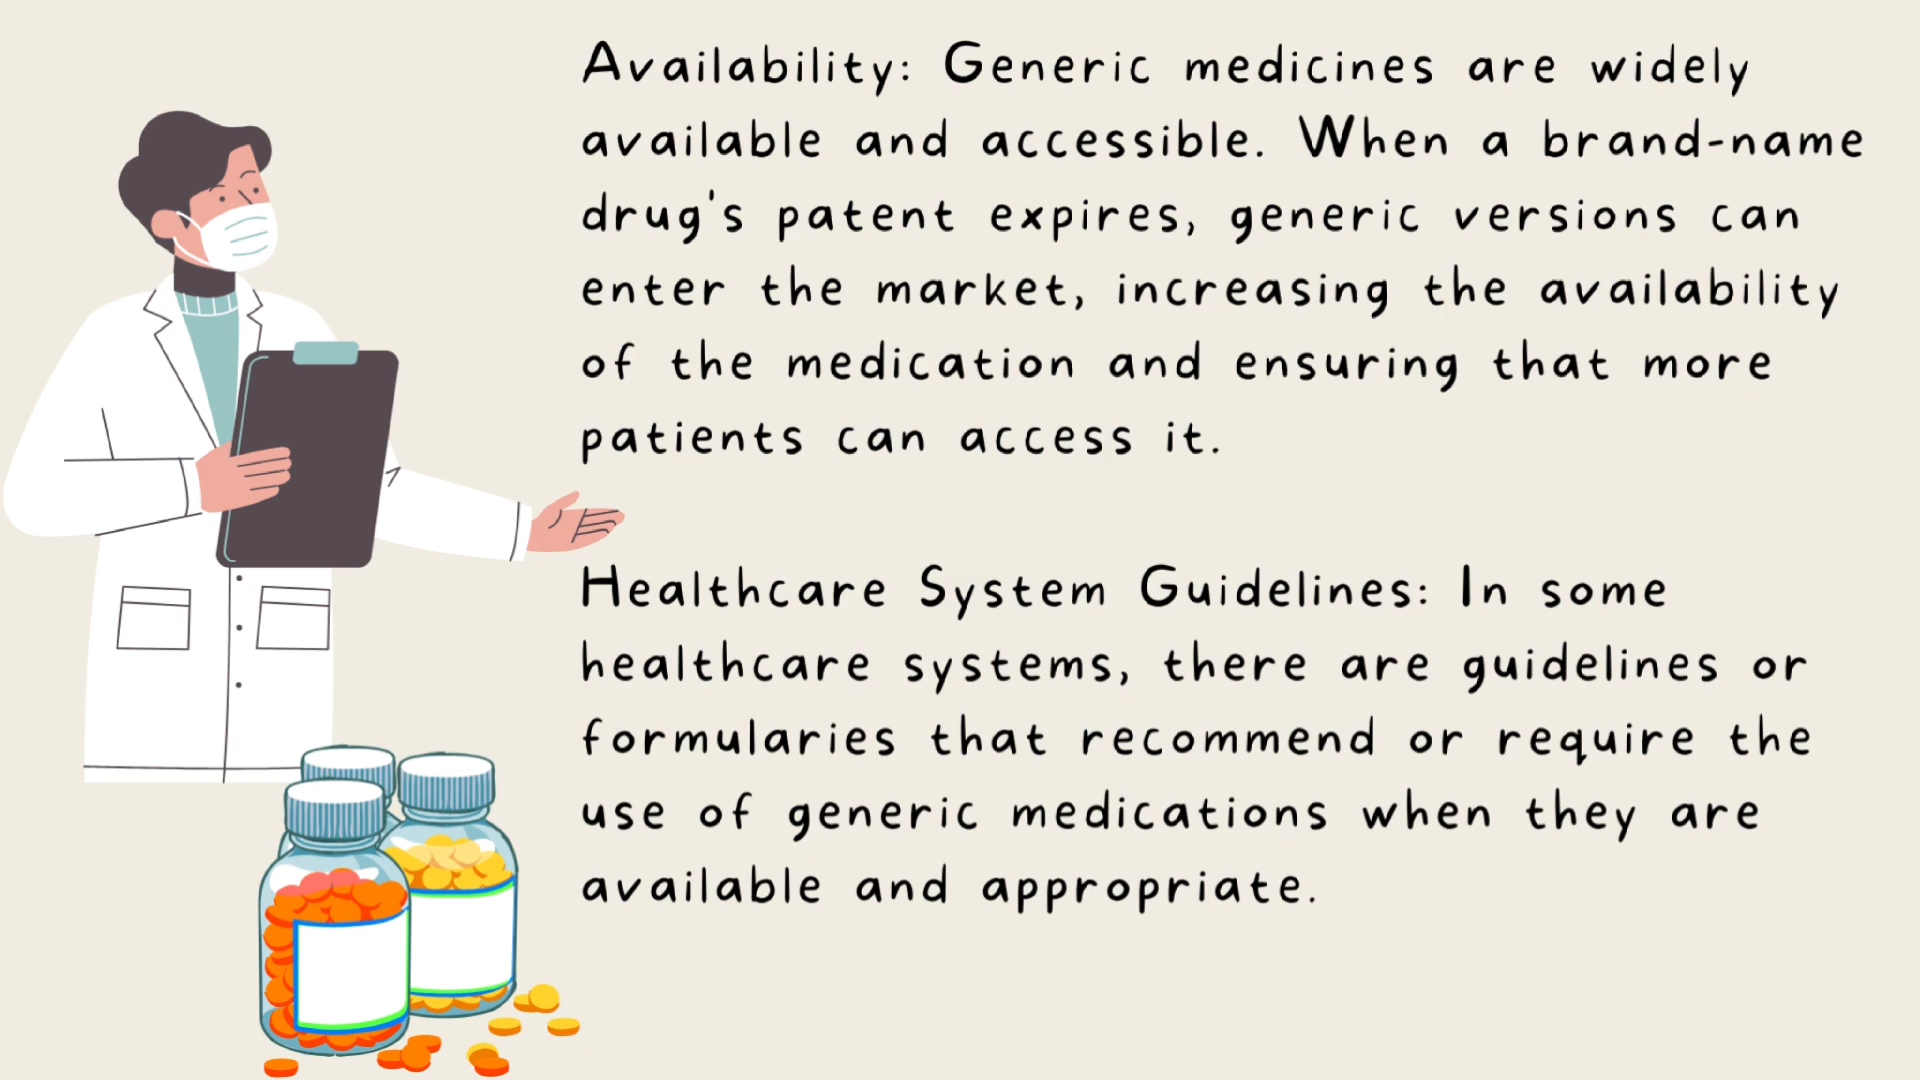 Availability: Generic medicines are widely
available and accessible. When a brand-name
drug's patent expires, generic versions can
enter the market, increasing the availability
of the medication and ensuring that more
patients can access it.
Healthcare System Guidelines: In some
healthcare systems, there are guidelines or
formularies that recommend or require the
use of generic medications when they are
available and appropriate.